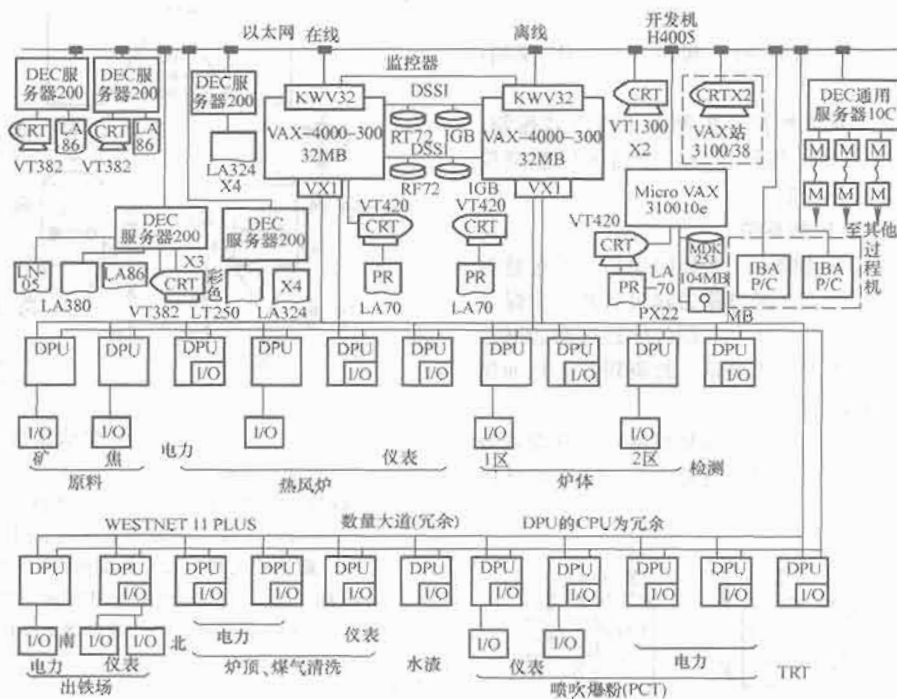 以太网 在线 离线 开发机
H4005
监控器
DEC服务器200
DEC服务器200
DEC服务器200
KWV32
DSSI
KWV32
CRT
CRTX2
DEC通用服务器10C
CRT
LA86
CRT
LA86
VT382
VT382
LA324
X4
VAX-4000-300
32MB
RT72
IGB
DSSI
RF72
IGB
VAX-4000-300
32MB
VT1300
X2
VAX站
3100/38
M
M
M
M
M
M
VX1
VX1
VT420
VT420
Micro VAX
310010e
至其他过程机
DEC服务器200
DEC服务器200
CRT
CRT
VT420
CRT
MDK
251
104MB
IBA
P/C
IBA
P/C
LN-05
LA86
X3
CRT
彩色
X4
PR
PR
PR
LA
-70
LA380
VT382
LT250
LA324
LA70
LA70
PX22
MB
DPU
DPU
DPU
I/O
DPU
DPU
I/O
DPU
I/O
DPU
DPU
I/O
DPU
DPU
I/O
I/O
I/O
I/O
I/O
I/O
矿
焦
电力
仪表
1区
2区
检测
原料
热风炉
炉体
WESTNET 11 PLUS
数量大道(冗余)
DPU的CPU为冗余
DPU
DPU
I/O
DPU
I/O
DPU
I/O
DPU
I/O
DPU
I/O
DPU
I/O
DPU
I/O
DPU
I/O
DPU
I/O
DPU
I/O
I/O
南
I/O
I/O
北
I/O
I/O
电力
仪表
电力
仪表
水渣
仪表
电力
TRT
出铁场
炉顶、煤气清洗
喷吹爆粉(PCT)